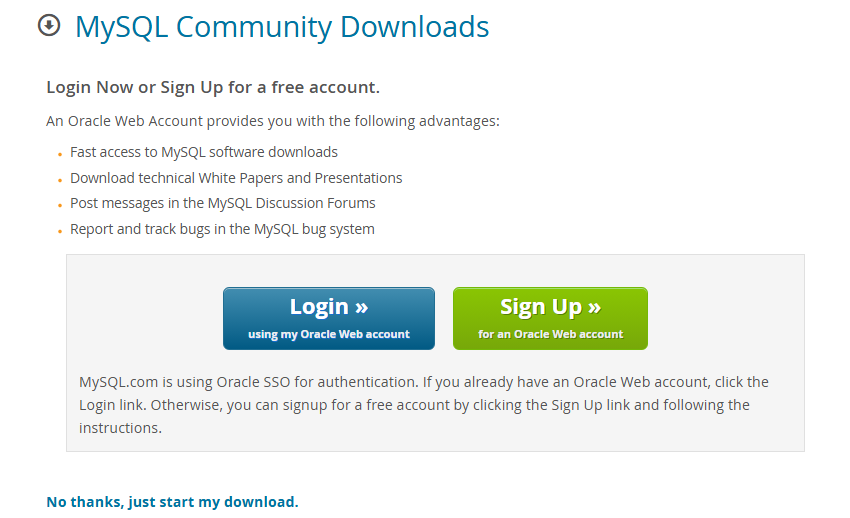 MySQL Community Downloads
Login Now or Sign Up for a free account.
An Oracle Web Account provides you with the following advantages:
Fast access to MySQL software downloads
Download technical White Papers and Presentations
Post messages in the MySQL Discussion Forums
Report and track bugs in the MySQL bug system
Login »
using my Oracle Web account
Sign Up »
for an Oracle Web account
MySQL.com is using Oracle SSO for authentication. If you already have an Oracle Web account, click the
Login link. Otherwise, you can signup for a free account by clicking the Sign Up link and following the
instructions.
No thanks, just start my download.